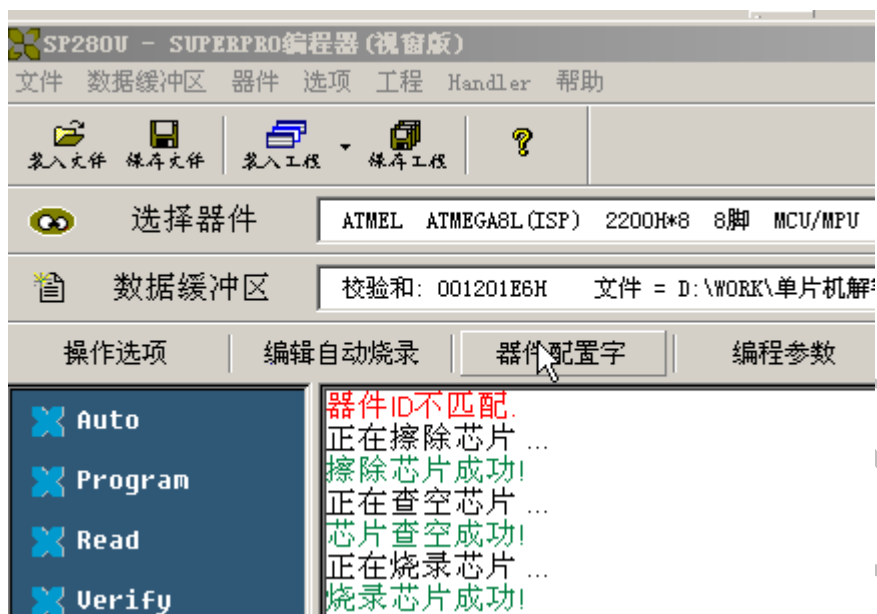 SP280U - SUPERPRO编程器(視窗版)
文件 数据缓冲区 器件 选项 工程 Handler 帮助
装入文件 保存文件 装入工程 保存工程
选择器件 ATMEL ATMEGA8L(ISP) 2200H*8 8脚 MCU/MPU
数据缓冲区 校验和: 001201E6H 文件 = D:\WORK\单片机解
操作选项 编辑自动烧录 器件配置字 编程参数
Auto
Program
Read
Verify
器件ID不匹配.
正在擦除芯片 ...
擦除芯片成功!
正在查空芯片 ...
芯片查空成功!
正在烧录芯片 ...
烧录芯片成功!